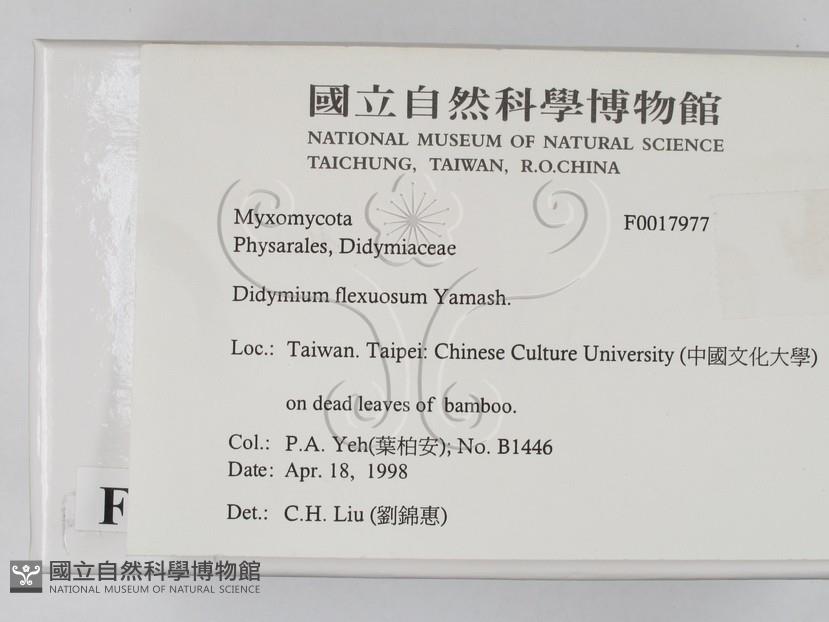 國立自然科學博物館
NATIONAL MUSEUM OF NATURAL SCIENCE
TAICHUNG, TAIWAN, R.O.CHINA
Myxomycota F0017977
Physarales, Didymiaceae
Didymium flexuosum Yamash.
Loc.: Taiwan. Taipei: Chinese Culture University (中國文化大學)
on dead leaves of bamboo.
Col.: P.A. Yeh(葉柏安); No. B1446
Date: Apr. 18, 1998
Det.: C.H. Liu (劉錦惠)
F
國立自然科學博物館
NATIONAL MUSEUM OF NATURAL SCIENCE